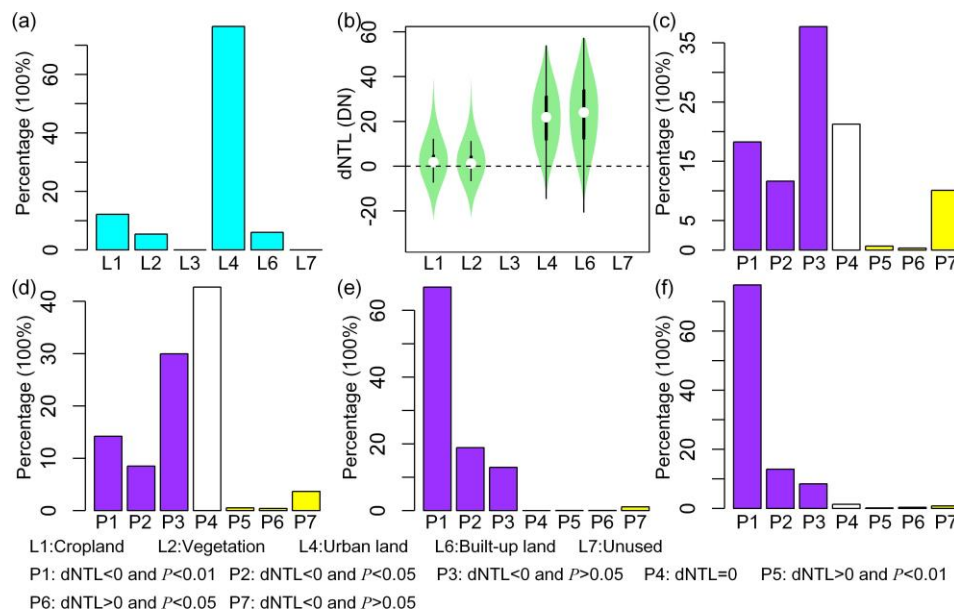 (a)
Percentage (100%)
0 20 40 60
L1 L2 L3 L4 L6 L7
(b)
dNTL (DN)
-20 0 20 40 60
L1 L2 L3 L4 L6 L7
(c)
Percentage (100%)
0 5 15 25 35
P1 P2 P3 P4 P5 P6 P7
(d)
Percentage (100%)
0 10 20 30 40
P1 P2 P3 P4 P5 P6 P7
(e)
Percentage (100%)
0 20 40 60
P1 P2 P3 P4 P5 P6 P7
(f)
Percentage (100%)
0 20 40 60
P1 P2 P3 P4 P5 P6 P7
L1:Cropland L2:Vegetation L4:Urban land L6:Built-up land L7:Unused
P1: dNTL<0 and P<0.01 P2: dNTL<0 and P<0.05 P3: dNTL<0 and P>0.05 P4: dNTL=0 P5: dNTL>0 and P<0.01
P6: dNTL>0 and P<0.05 P7: dNTL<0 and P>0.05